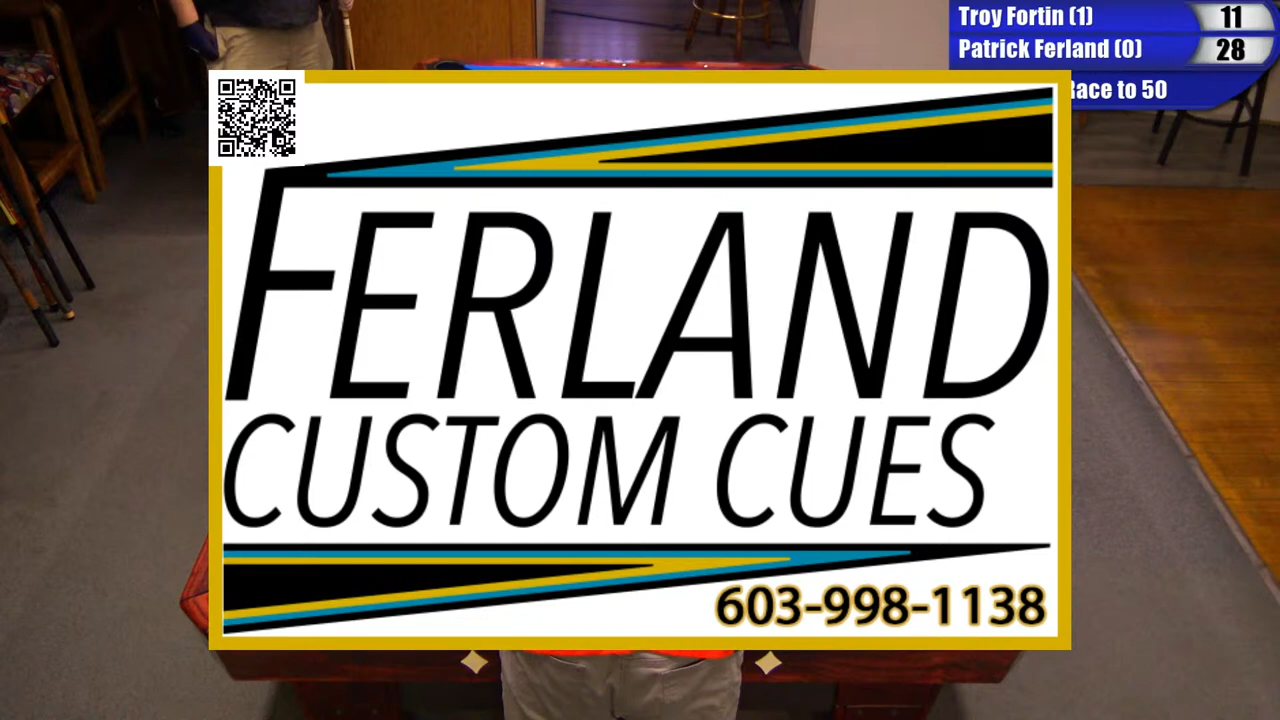 Troy Fortin (1) 11
Patrick Ferland (0) 28
Race to 50
FERLAND
CUSTOM CUES
603-998-1138